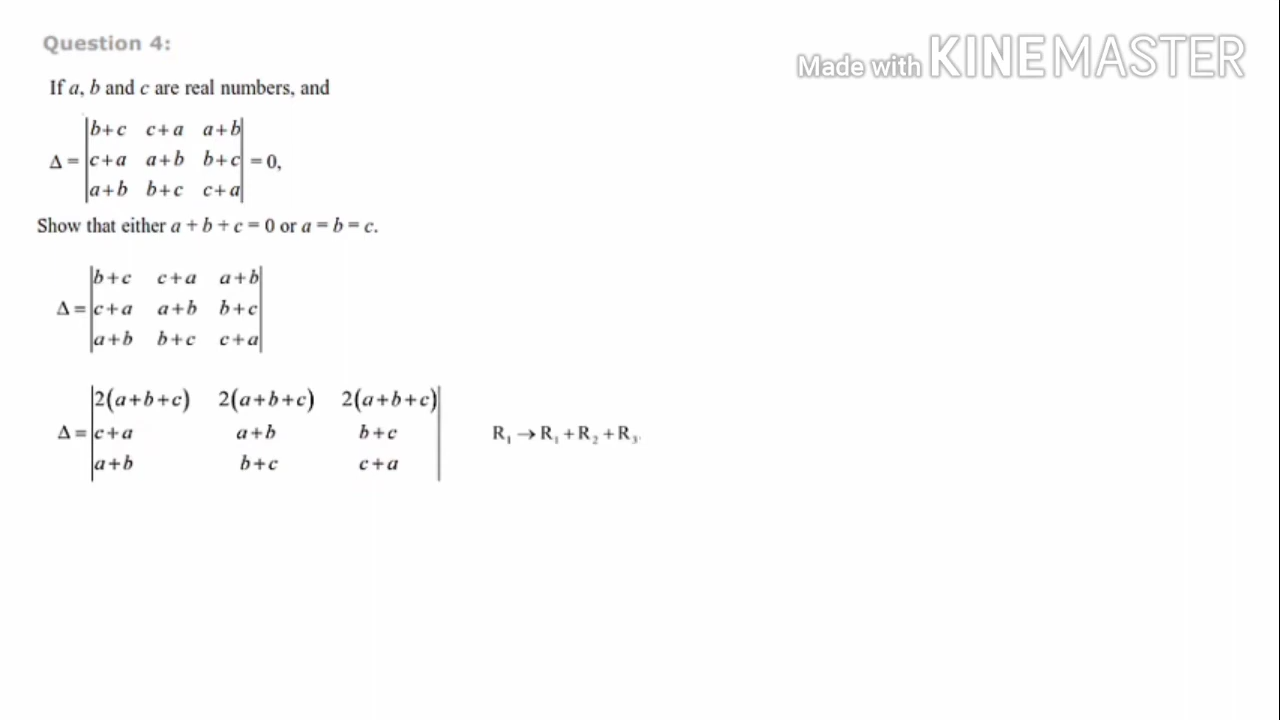 Question 4:
Made with KINEMASTER
If a, b and c are real numbers, and
|b+c c+a a+b|
Δ = |c+a a+b b+c| = 0,
|a+b b+c c+a|
Show that either a + b + c = 0 or a = b = c.
|b+c c+a a+b|
Δ = |c+a a+b b+c|
|a+b b+c c+a|
|2(a+b+c) 2(a+b+c) 2(a+b+c)|
Δ = |c+a a+b b+c| R₁ → R₁ + R₂ + R₃.
|a+b b+c c+a|